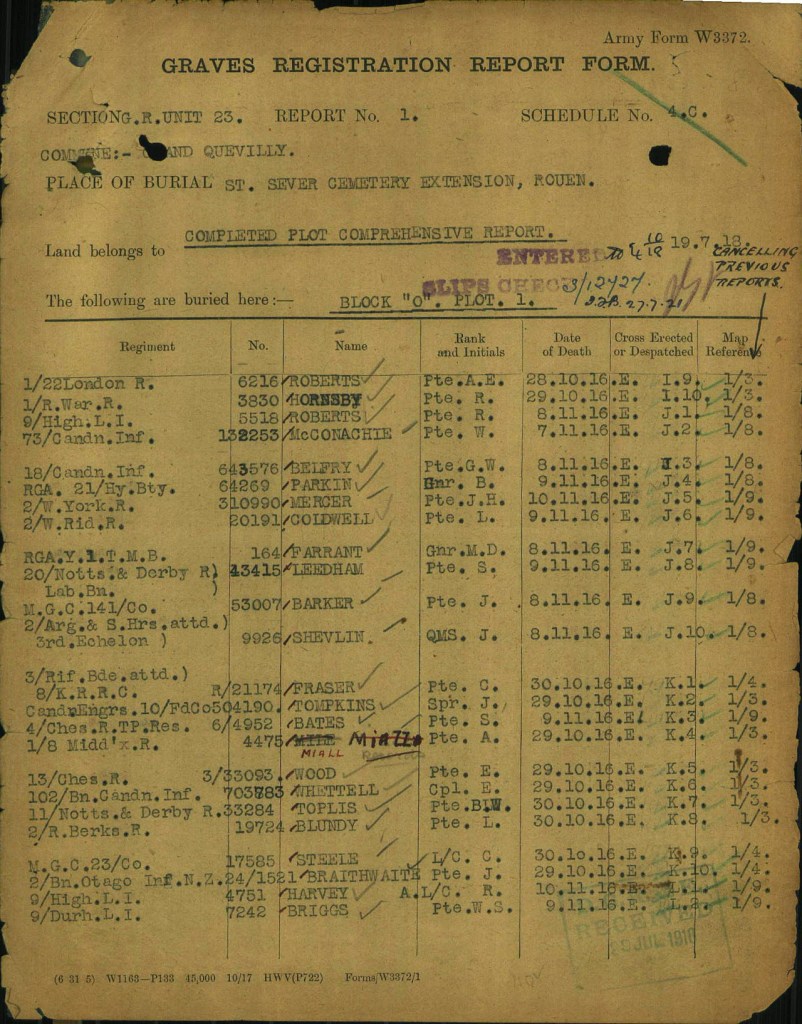 Army Form W3372.
GRAVES REGISTRATION REPORT FORM.
SECTION G.R.UNIT 23. REPORT No. 1. SCHEDULE No. 4.C.
COMMUNE:- GRAND QUEVILLY.
PLACE OF BURIAL ST. SEVER CEMETERY EXTENSION, ROUEN.
COMPLETED PLOT COMPREHENSIVE REPORT.
Land belongs to ENTERED 19.7.18. CANCELLING PREVIOUS REPORTS.
SLIPS CHECK 3/12427 27.7.21
The following are buried here:— BLOCK "O". PLOT. 1.
Regiment No. Name Rank and Initials Date of Death Cross Erected or Despatched Map Reference
1/22London R. 6216 ROBERTS Pte.A.E. 28.10.16. E. I.9. 1/3.
1/R.War.R. 3830 HORNSBY Pte. R. 29.10.16. E. I.10. 1/3.
9/High.L.I. 5518 ROBERTS Pte. R. 8.11.16. E. J.1. 1/8.
73/Candn.Inf. 132253 McCONACHIE Pte. W. 7.11.16. E. J.2. 1/8.
18/Candn.Inf. 643576 BELFRY Pte.G.W. 8.11.16. E. J.3. 1/8.
RGA. 21/Hy.Bty. 64269 PARKIN Gnr. B. 9.11.16. E. J.4. 1/8.
2/W.York.R. 310990 MERCER Pte.J.H. 10.11.16. E. J.5. 1/9.
2/W.Rid.R. 20191 COLDWELL Pte. L. 9.11.16. E. J.6. 1/9.
RGA.Y.1.T.M.B. 164 FARRANT Gnr.M.D. 8.11.16. E. J.7. 1/9.
20/Notts.& Derby R) 43415 LEEDHAM Pte. S. 9.11.16. E. J.8. 1/9.
Lab.Bn. )
M.G.C.141/Co. 53007 BARKER Pte. J. 8.11.16. E. J.9. 1/8.
2/Arg.& S.Hrs.attd.)
3rd.Echelon ) 9926 SHEVLIN. QMS. J. 8.11.16. E. J.10. 1/8.
3/Rif.Bde.attd.)
8/K.R.R.C. R/21174 FRASER Pte. C. 30.10.16. E. K.1. 1/4.
Candn Engrs.10/FdCo 504190. TOMPKINS Spr. J. 29.10.16. E. K.2. 1/3.
4/Ches.R.TP.Res. 6/4952 BATES Pte. S. 9.11.16. E. K.3. 1/9.
1/8 Midd'x.R. 4475 MIALL Pte. A. 29.10.16. E. K.4. 1/3.
MIALL
13/Ches.R. 3/33093. WOOD Pte. E. 29.10.16. E. K.5. 1/3.
102/Bn.Candn.Inf. 703783 WHETTELL Cpl. E. 29.10.16. E. K.6. 1/3.
11/Notts.& Derby R. 33284 TOPLIS Pte. 30.10.16. E. K.7. 1/3.
2/R.Berks.R. 19724 BLUNDY Pte. L. 30.10.16. E. K.8. 1/3.
M.G.C.23/Co. 17585 STEELE L/C. C. 30.10.16. E. K.9. 1/4.
2/Bn.Otago Inf.N.Z. 24/1521 BRAITHWAITE Pte. J. 29.10.16. E. K.10. 1/4.
9/High.L.I. 4751 HARVEY A.L/C. R. 10.11.16. E. L.1. 1/9.
9/Durh.L.I. 7242 BRIGGS Pte.W.S. 9.11.16. E. L.2. 1/9.
JUL 1918
(6 31 5) W1163—P133 45,000 10/17 HWV(P722) Forms/W3372/1